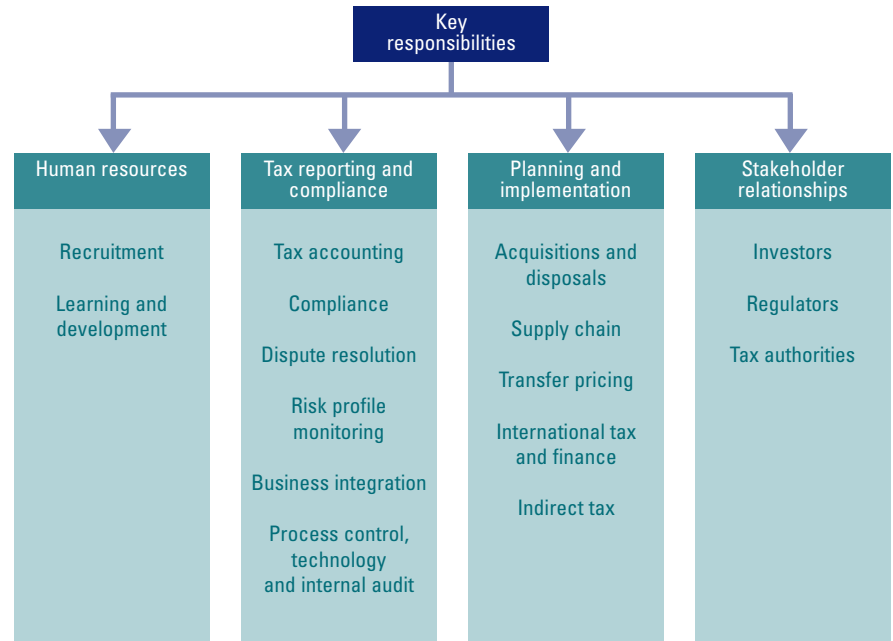 Key
responsibilities
Human resources
Recruitment
Learning and
development
Tax reporting and
compliance
Tax accounting
Compliance
Dispute resolution
Risk profile
monitoring
Business integration
Process control,
technology
and internal audit
Planning and
implementation
Acquisitions and
disposals
Supply chain
Transfer pricing
International tax
and finance
Indirect tax
Stakeholder
relationships
Investors
Regulators
Tax authorities